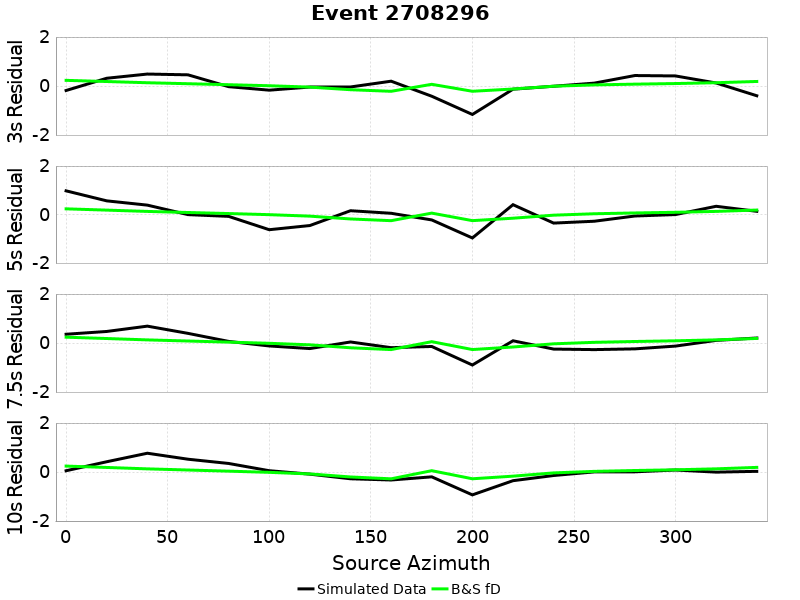 Event 2708296
3s Residual
2
0
-2
5s Residual
2
0
-2
7.5s Residual
2
0
-2
10s Residual
2
0
-2
0 50 100 150 200 250 300
Source Azimuth
Simulated Data B&S fD